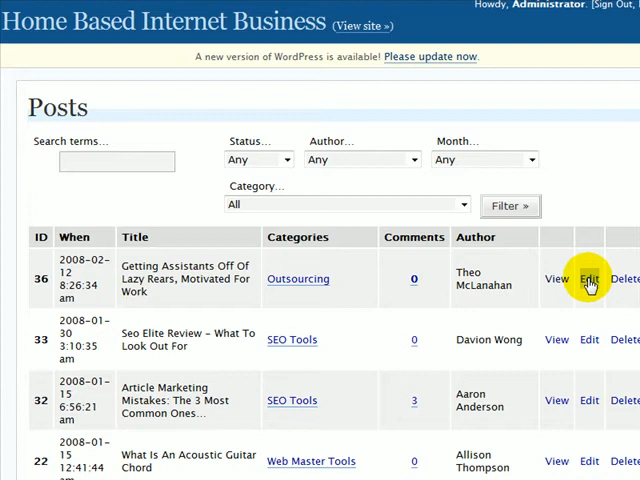 Howdy, Administrator. [Sign Out,
Home Based Internet Business (View site »)
A new version of WordPress is available! Please update now.
Posts
Search terms... Status... Author... Month...
Any Any Any
Category...
All Filter »
ID When Title Categories Comments Author
36 2008-02-12 8:26:34 am Getting Assistants Off Of Lazy Rears, Motivated For Work Outsourcing 0 Theo McLanahan View Edit Delete
33 2008-01-30 3:10:35 am Seo Elite Review – What To Look Out For SEO Tools 0 Davion Wong View Edit Delete
32 2008-01-15 6:56:21 am Article Marketing Mistakes: The 3 Most Common Ones... SEO Tools 3 Aaron Anderson View Edit Delete
22 2008-01-15 12:41:44 What Is An Acoustic Guitar Chord Web Master Tools 0 Allison Thompson View Edit Delete